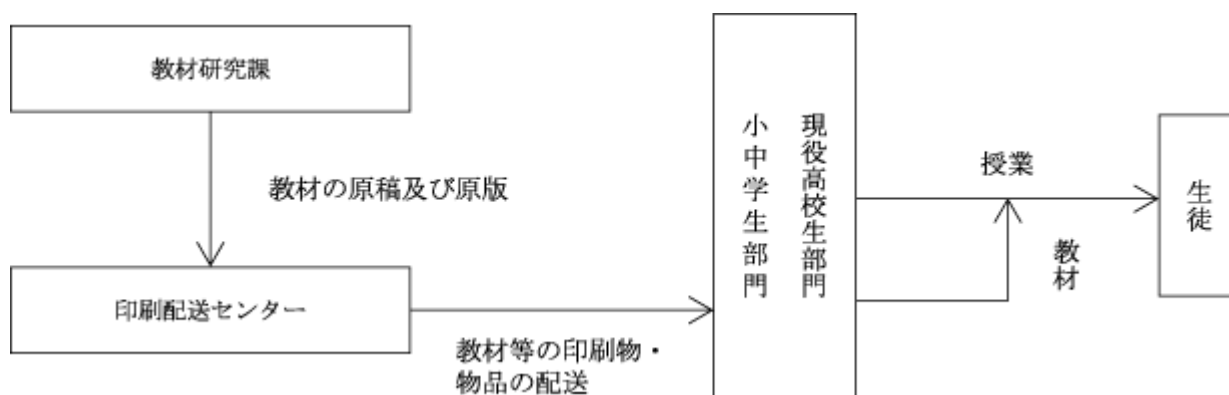 教材研究課
教材の原稿及び原版
印刷配送センター
教材等の印刷物・
物品の配送
現役高校生部門
小中学生部門
授業
教材
生徒